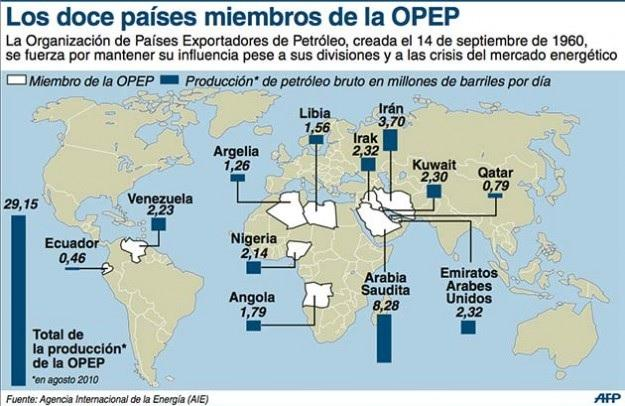 Los doce países miembros de la OPEP
La Organización de Países Exportadores de Petróleo, creada el 14 de septiembre de 1960,
se fuerza por mantener su influencia pese a sus divisiones y a las crisis del mercado energético
Miembro de la OPEP
Producción* de petróleo bruto en millones de barriles por día
Libia
1,56
Irán
3,70
Irak
2,32
Argelia
1,26
Kuwait
2,30
Qatar
0,79
29,15
Venezuela
2,23
Ecuador
0,46
Nigeria
2,14
Angola
1,79
Arabia
Saudita
8,28
Emiratos
Arabes
Unidos
2,32
Total de
la producción*
de la OPEP
*en agosto 2010
Fuente: Agencia Internacional de la Energía (AIE)
AFP